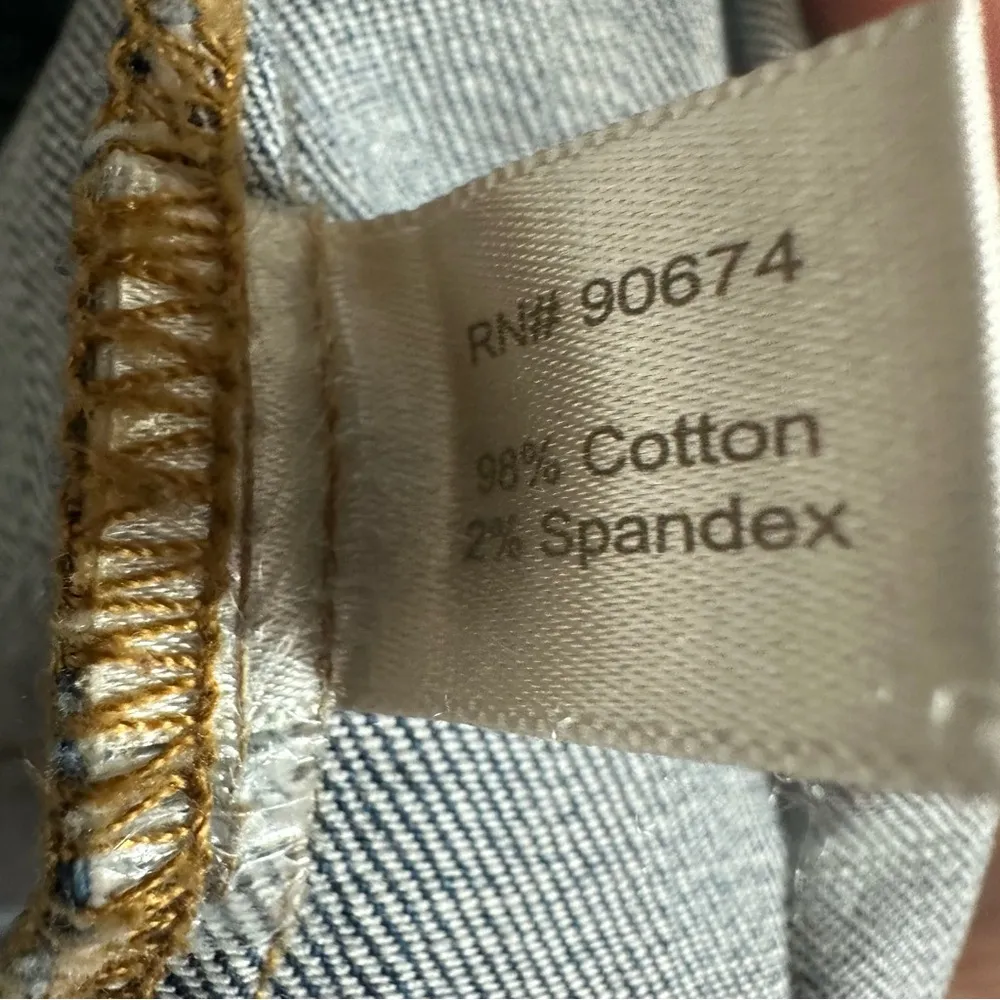 RN# 90674
98% Cotton
2% Spandex